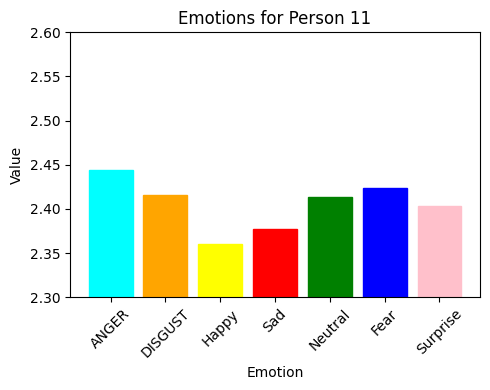 Emotions for Person 11
Value
2.60
2.55
2.50
2.45
2.40
2.35
2.30
ANGER
DISGUST
Happy
Sad
Neutral
Fear
Surprise
Emotion